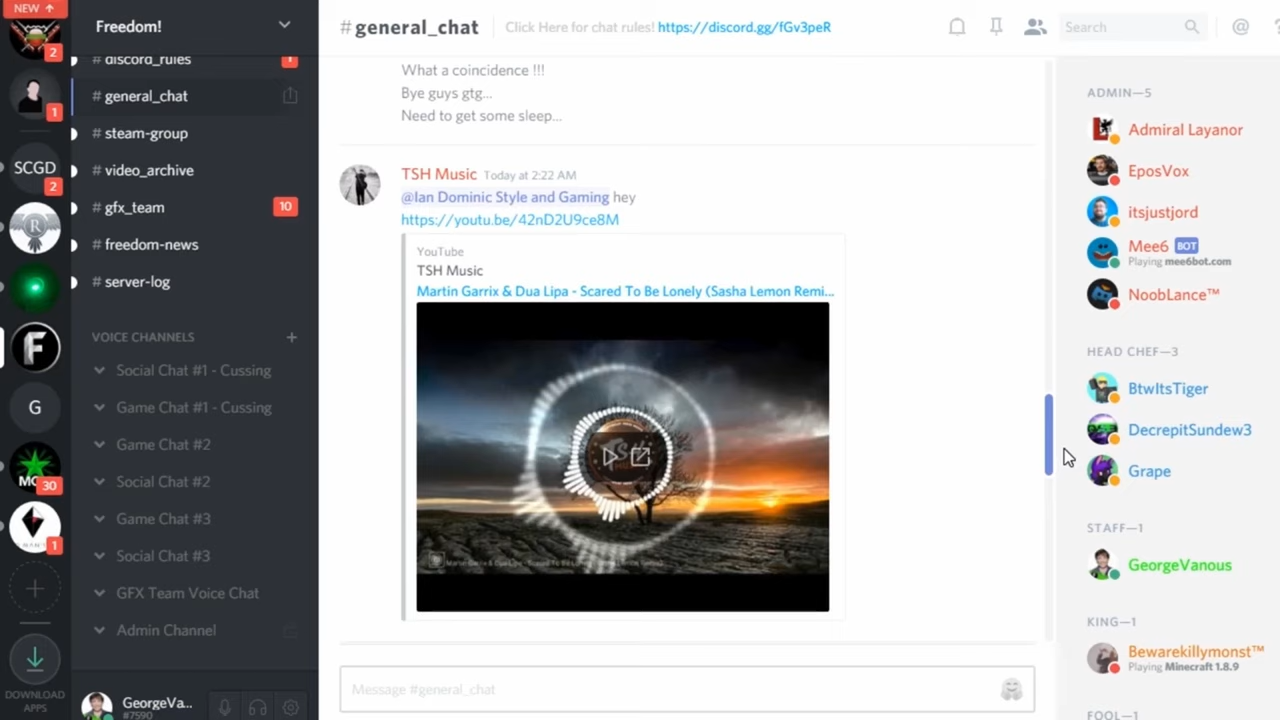 NEW ↑
2
1
SCGD
2
R
F
G
MC
30
1
DOWNLOAD
APPS
Freedom!
# discord_rules
1
# general_chat
# steam-group
# video_archive
# gfx_team
10
# freedom-news
# server-log
VOICE CHANNELS
Social Chat #1 - Cussing
Game Chat #1 - Cussing
Game Chat #2
Social Chat #2
Game Chat #3
Social Chat #3
GFX Team Voice Chat
Admin Channel
GeorgeVa...
#7590
#general_chat
Click Here for chat rules! https://discord.gg/fGv3peR
Search
@
?
What a coincidence !!!
Bye guys gtg...
Need to get some sleep...
TSH Music Today at 2:22 AM
@Ian Dominic Style and Gaming hey
https://youtu.be/42nD2U9ce8M
YouTube
TSH Music
Martin Garrix & Dua Lipa - Scared To Be Lonely (Sasha Lemon Remi...
Message #general_chat
ADMIN—5
Admiral Layanor
EposVox
itsjustjord
Mee6 BOT
Playing mee6bot.com
NoobLance™
HEAD CHEF—3
BtwItsTiger
DecrepitSundew3
Grape
STAFF—1
GeorgeVanous
KING—1
Bewarekillymonst™
Playing Minecraft 1.8.9
FOOL—1